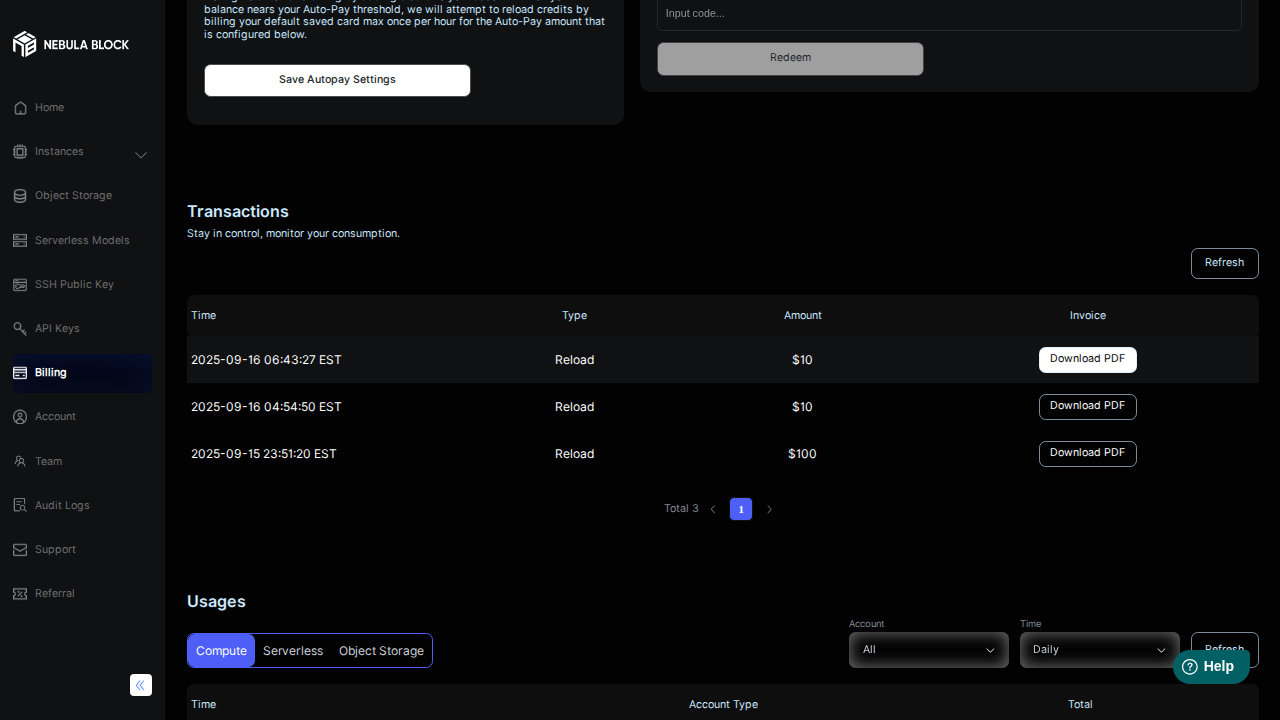 NEBULA BLOCK
Home
Instances
Object Storage
Serverless Models
SSH Public Key
API Keys
Billing
Account
Team
Audit Logs
Support
Referral
balance nears your Auto-Pay threshold, we will attempt to reload credits by
billing your default saved card max once per hour for the Auto-Pay amount that
is configured below.
Save Autopay Settings
Input code...
Redeem
Transactions
Stay in control, monitor your consumption.
Refresh
Time Type Amount Invoice
2025-09-16 06:43:27 EST Reload $10 Download PDF
2025-09-16 04:54:50 EST Reload $10 Download PDF
2025-09-15 23:51:20 EST Reload $100 Download PDF
Total 3 1
Usages
Compute Serverless Object Storage
Account
All
Time
Daily
Refresh
Help
Time Account Type Total